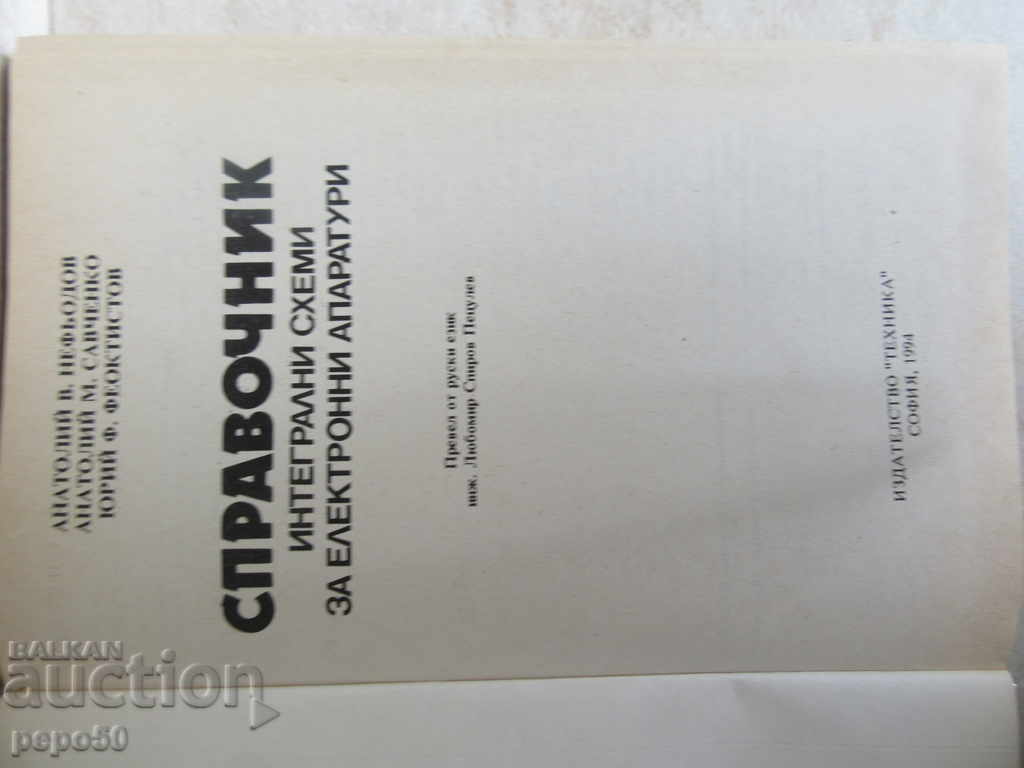 АНАТОЛИЙ В. НЕФЬОДОВ
АНАТОЛИЙ М. САВЧЕНКО
ЮРИЙ Ф. ФЕОКТИСТОВ
СПРАВОЧНИК
ИНТЕГРАЛНИ СХЕМИ
ЗА ЕЛЕКТРОННИ АПАРАТУРИ
Превел от руски език
инж. Любомир Спиров Пецулев
ИЗДАТЕЛСТВО "ТЕХНИКА"
СОФИЯ, 1994
BALKAN
auction
pepo50